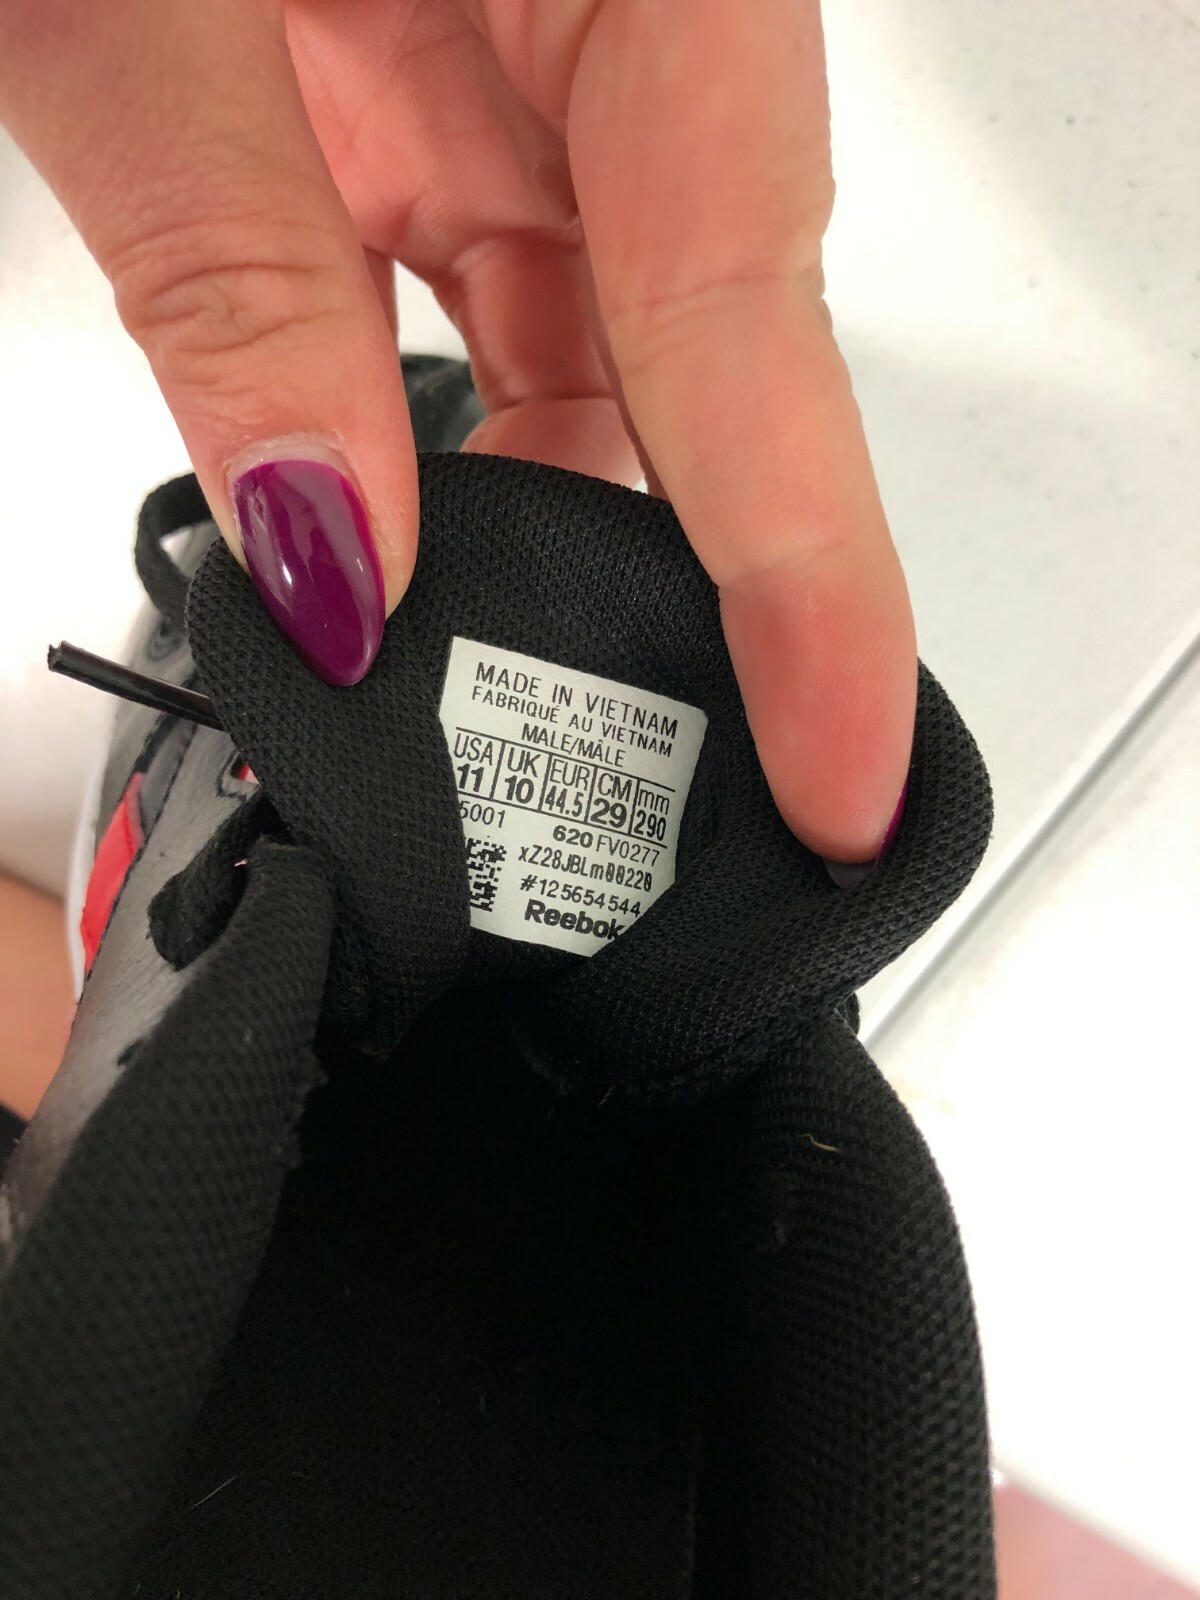 MADE IN VIETNAM
FABRIQUÉ AU VIETNAM
MALE/MÂLE
USA UK EUR CM mm
11 10 44.5 29 290
5001 620 FV0277
xZ28JBLm00220
#125654544
Reebok